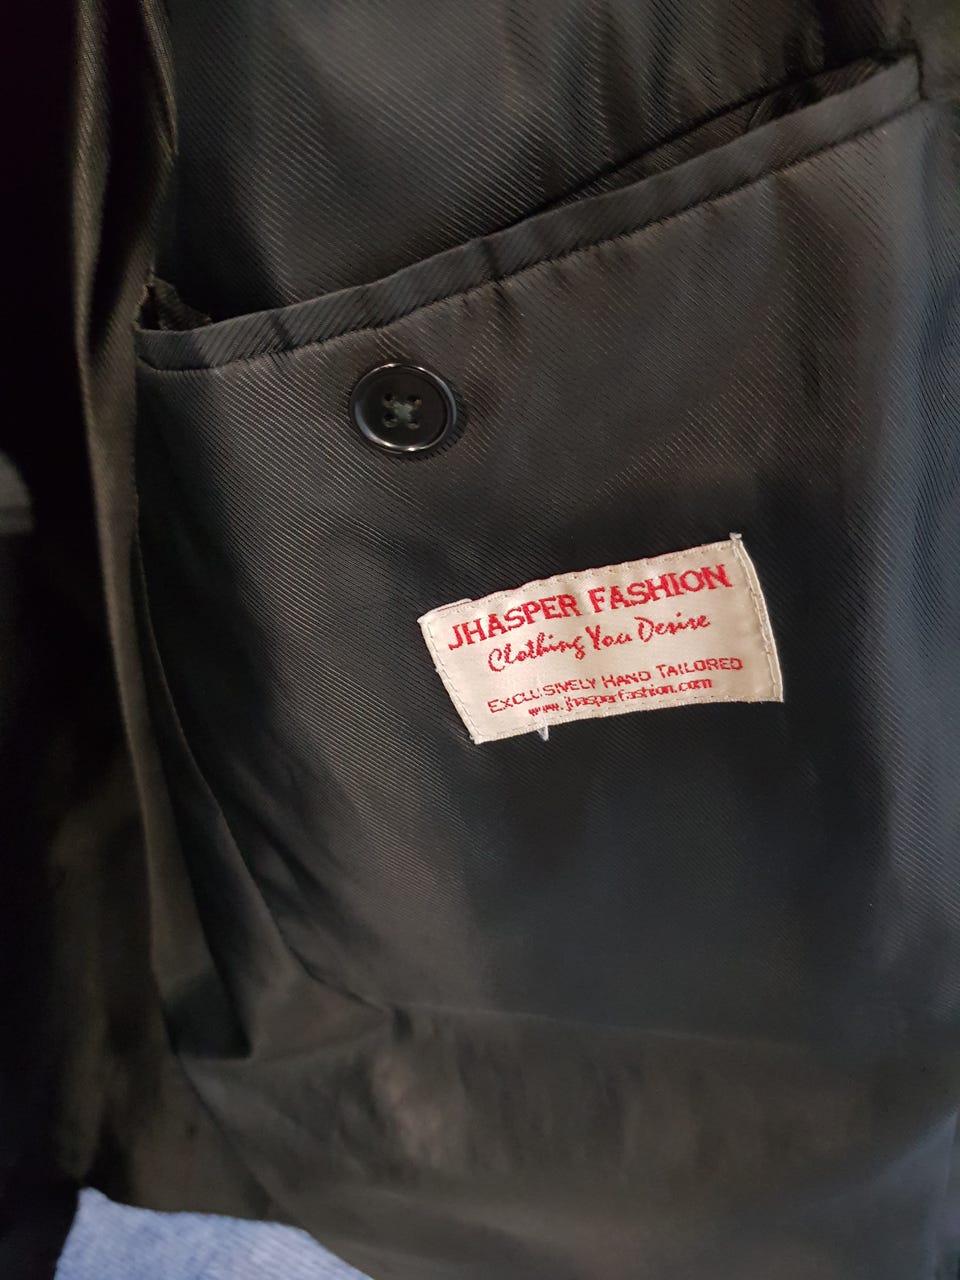 JHASPER FASHION
Clothing You Desire
EXCLUSIVELY HAND TAILORED
www.jhasperfashion.com